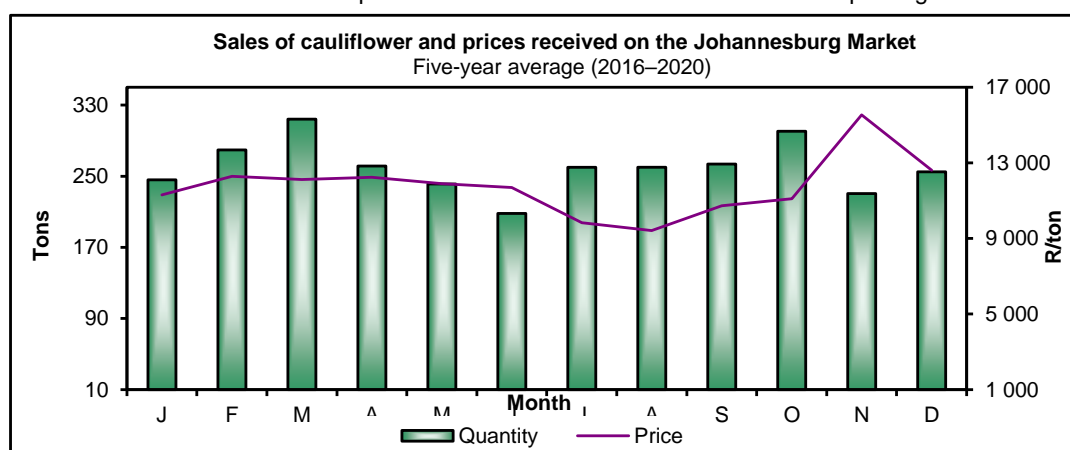 Sales of cauliflower and prices received on the Johannesburg Market
Five-year average (2016–2020)
Tons
330
250
170
90
10
17 000
13 000
9 000
5 000
1 000
R/ton
J F M A M J J A S O N D
Month
Quantity Price